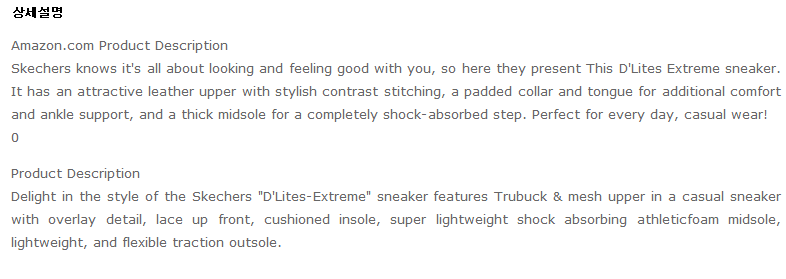 상세설명
Amazon.com Product Description
Skechers knows it's all about looking and feeling good with you, so here they present This D'Lites Extreme sneaker.
It has an attractive leather upper with stylish contrast stitching, a padded collar and tongue for additional comfort
and ankle support, and a thick midsole for a completely shock-absorbed step. Perfect for every day, casual wear!
0
Product Description
Delight in the style of the Skechers "D'Lites-Extreme" sneaker features Trubuck & mesh upper in a casual sneaker
with overlay detail, lace up front, cushioned insole, super lightweight shock absorbing athleticfoam midsole,
lightweight, and flexible traction outsole.